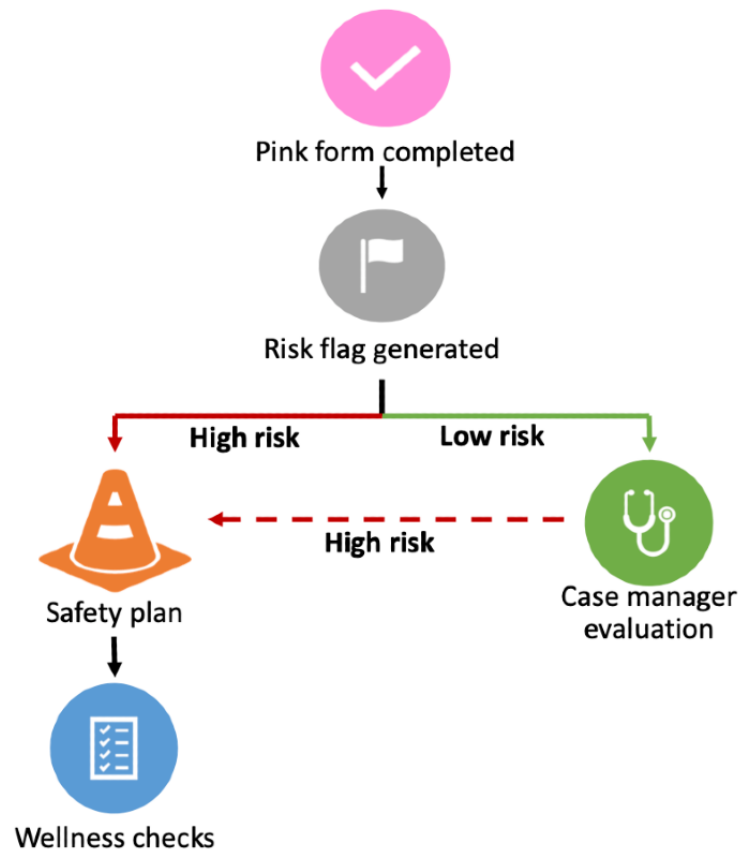 Pink form completed
Risk flag generated
High risk
Low risk
High risk
Safety plan
Case manager
evaluation
Wellness checks